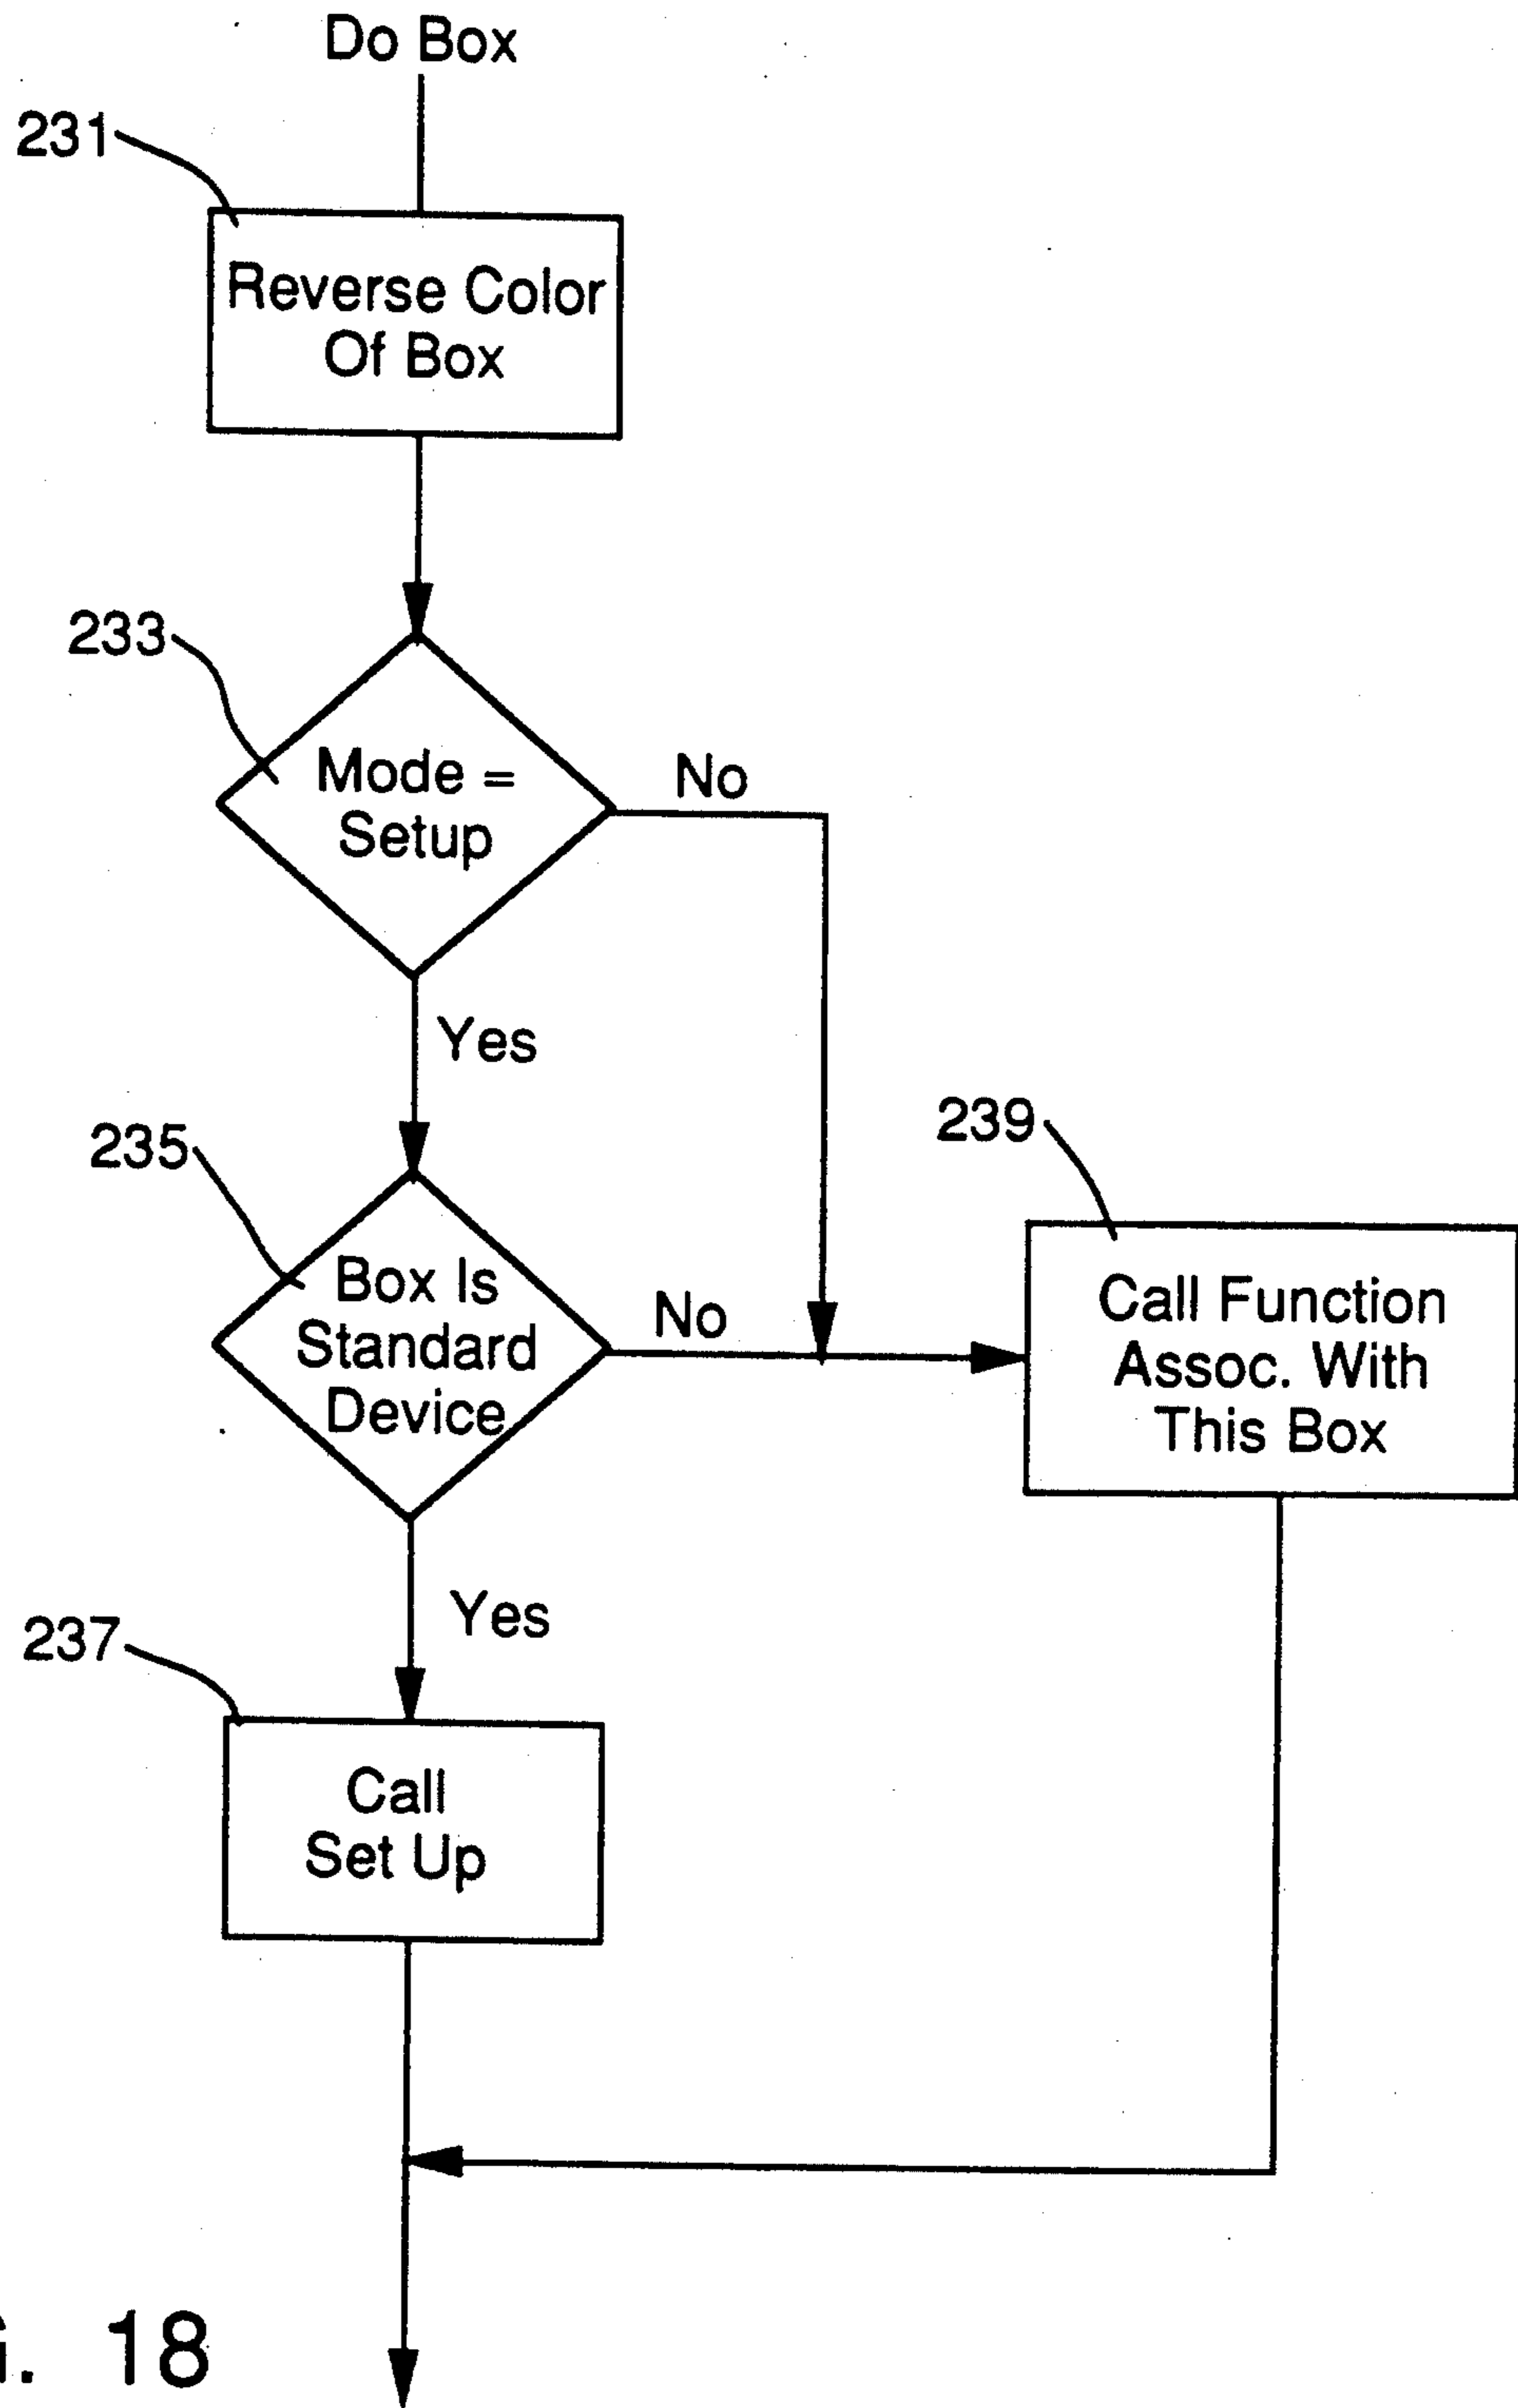 Do Box
231
Reverse Color
Of Box
233
Mode =
Setup
No
Yes
235
239
Box Is
Standard
Device
No
Call Function
Assoc. With
This Box
Yes
237
Call
Set Up
18